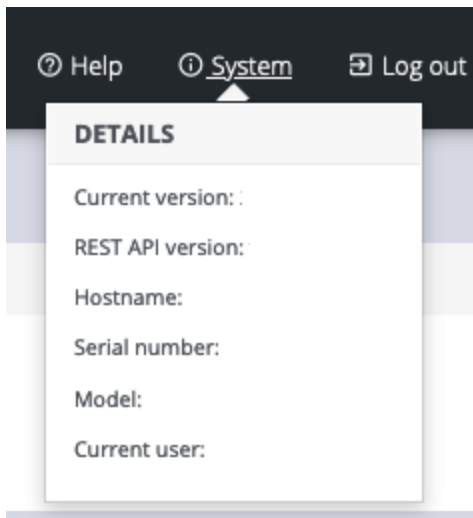 Help System Log out
DETAILS
Current version:
REST API version:
Hostname:
Serial number:
Model:
Current user: